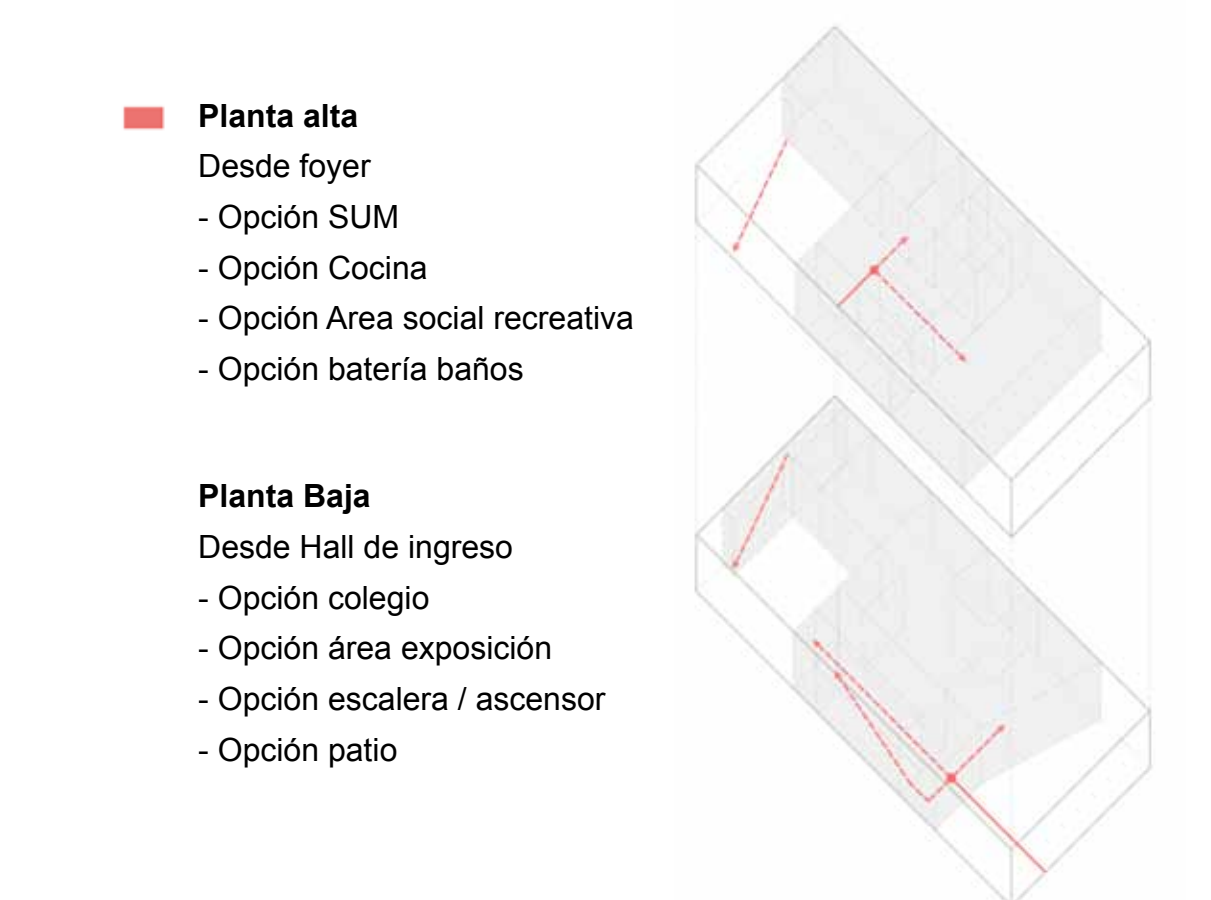 Planta alta
Desde foyer
- Opción SUM
- Opción Cocina
- Opción Area social recreativa
- Opción batería baños
Planta Baja
Desde Hall de ingreso
- Opción colegio
- Opción área exposición
- Opción escalera / ascensor
- Opción patio